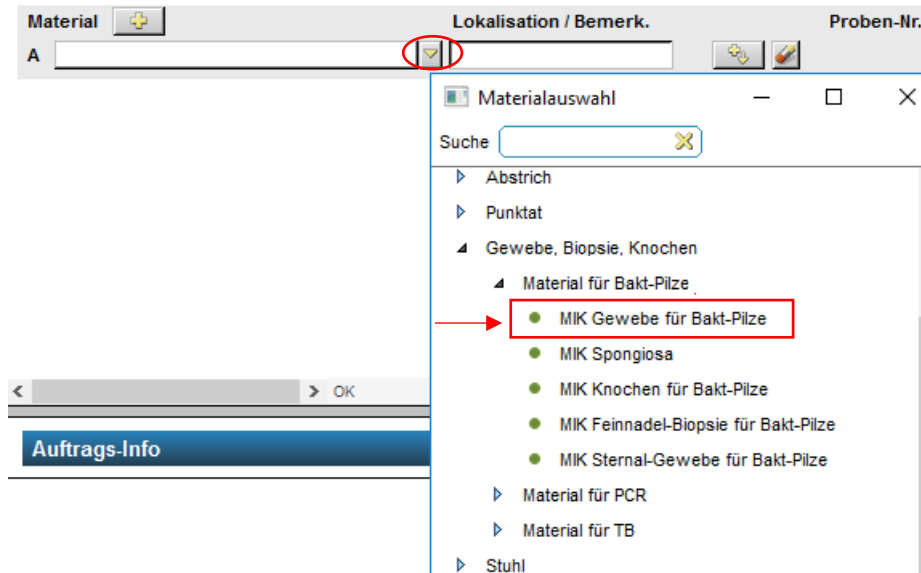 Material Lokalisation / Bemerk. Proben-Nr.
A
Materialauswahl
Suche
Abstrich
Punktat
Gewebe, Biopsie, Knochen
Material für Bakt-Pilze
MIK Gewebe für Bakt-Pilze
MIK Spongiosa
OK
MIK Knochen für Bakt-Pilze
MIK Feinnadel-Biopsie für Bakt-Pilze
Auftrags-Info
MIK Sternal-Gewebe für Bakt-Pilze
Material für PCR
Material für TB
Stuhl